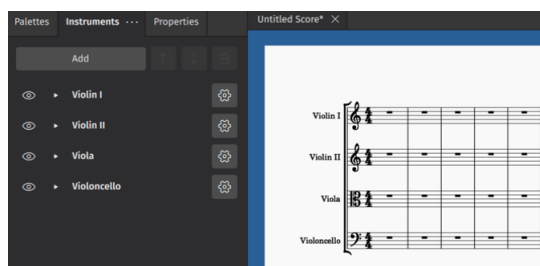 Palettes Instruments ··· Properties
Untitled Score*
Add
Violin I
Violin II
Viola
Violoncello
Violin I
Violin II
Viola
Violoncello